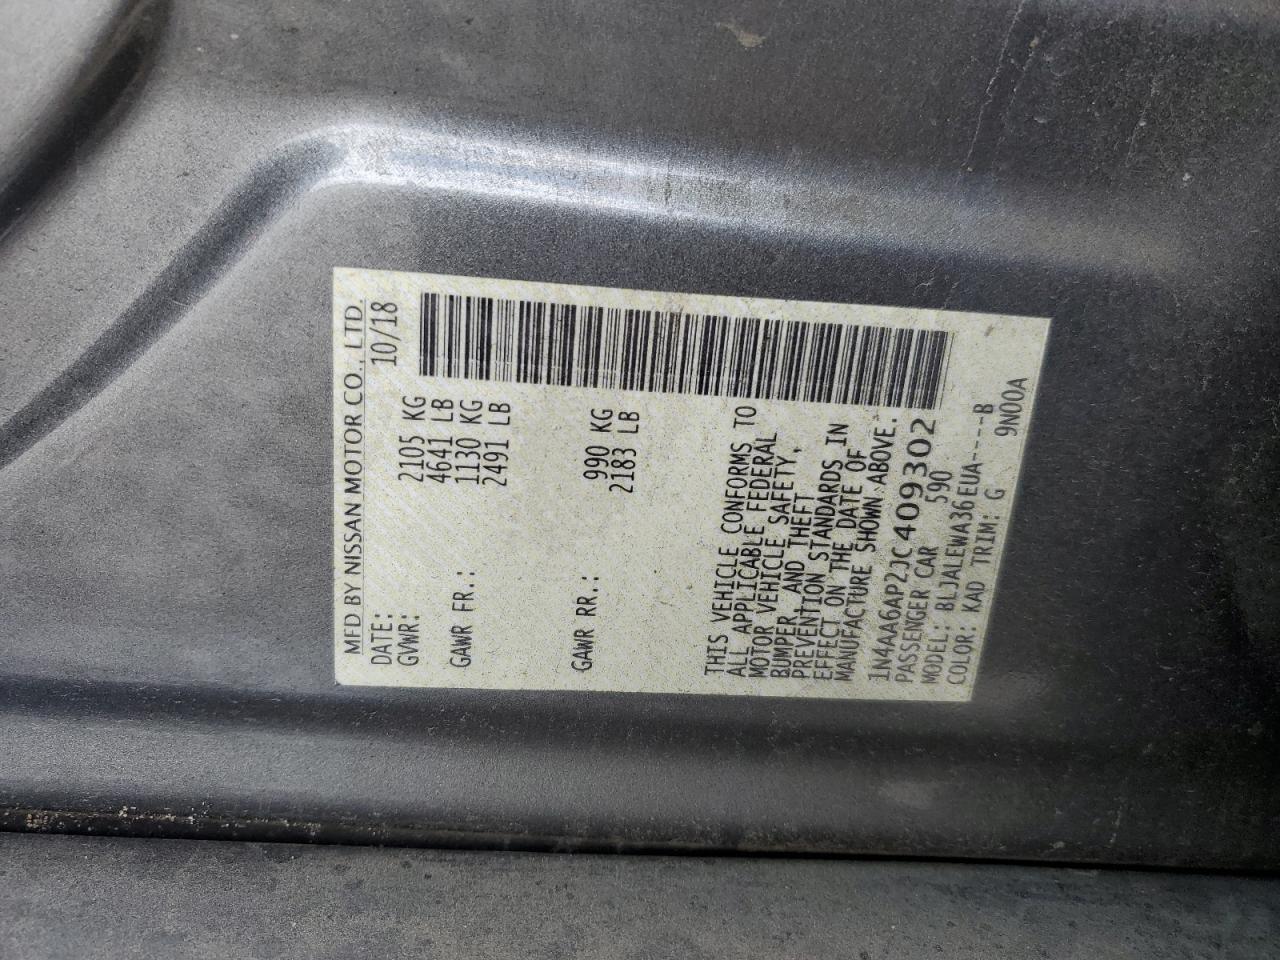 MFD BY NISSAN MOTOR CO., LTD.
DATE: 10/18
GVWR: 2105 KG
4641 LB
GAWR FR.: 1130 KG
2491 LB
GAWR RR.: 990 KG
2183 LB
THIS VEHICLE CONFORMS TO
ALL APPLICABLE FEDERAL
MOTOR VEHICLE SAFETY,
BUMPER, AND THEFT
PREVENTION STANDARDS IN
EFFECT ON THE DATE OF
MANUFACTURE SHOWN ABOVE.
1N4AA6AP2JC409302
PASSENGER CAR 590
MODEL: BLJALEWA36EUA----B
COLOR: KAD TRIM: G 9N00A